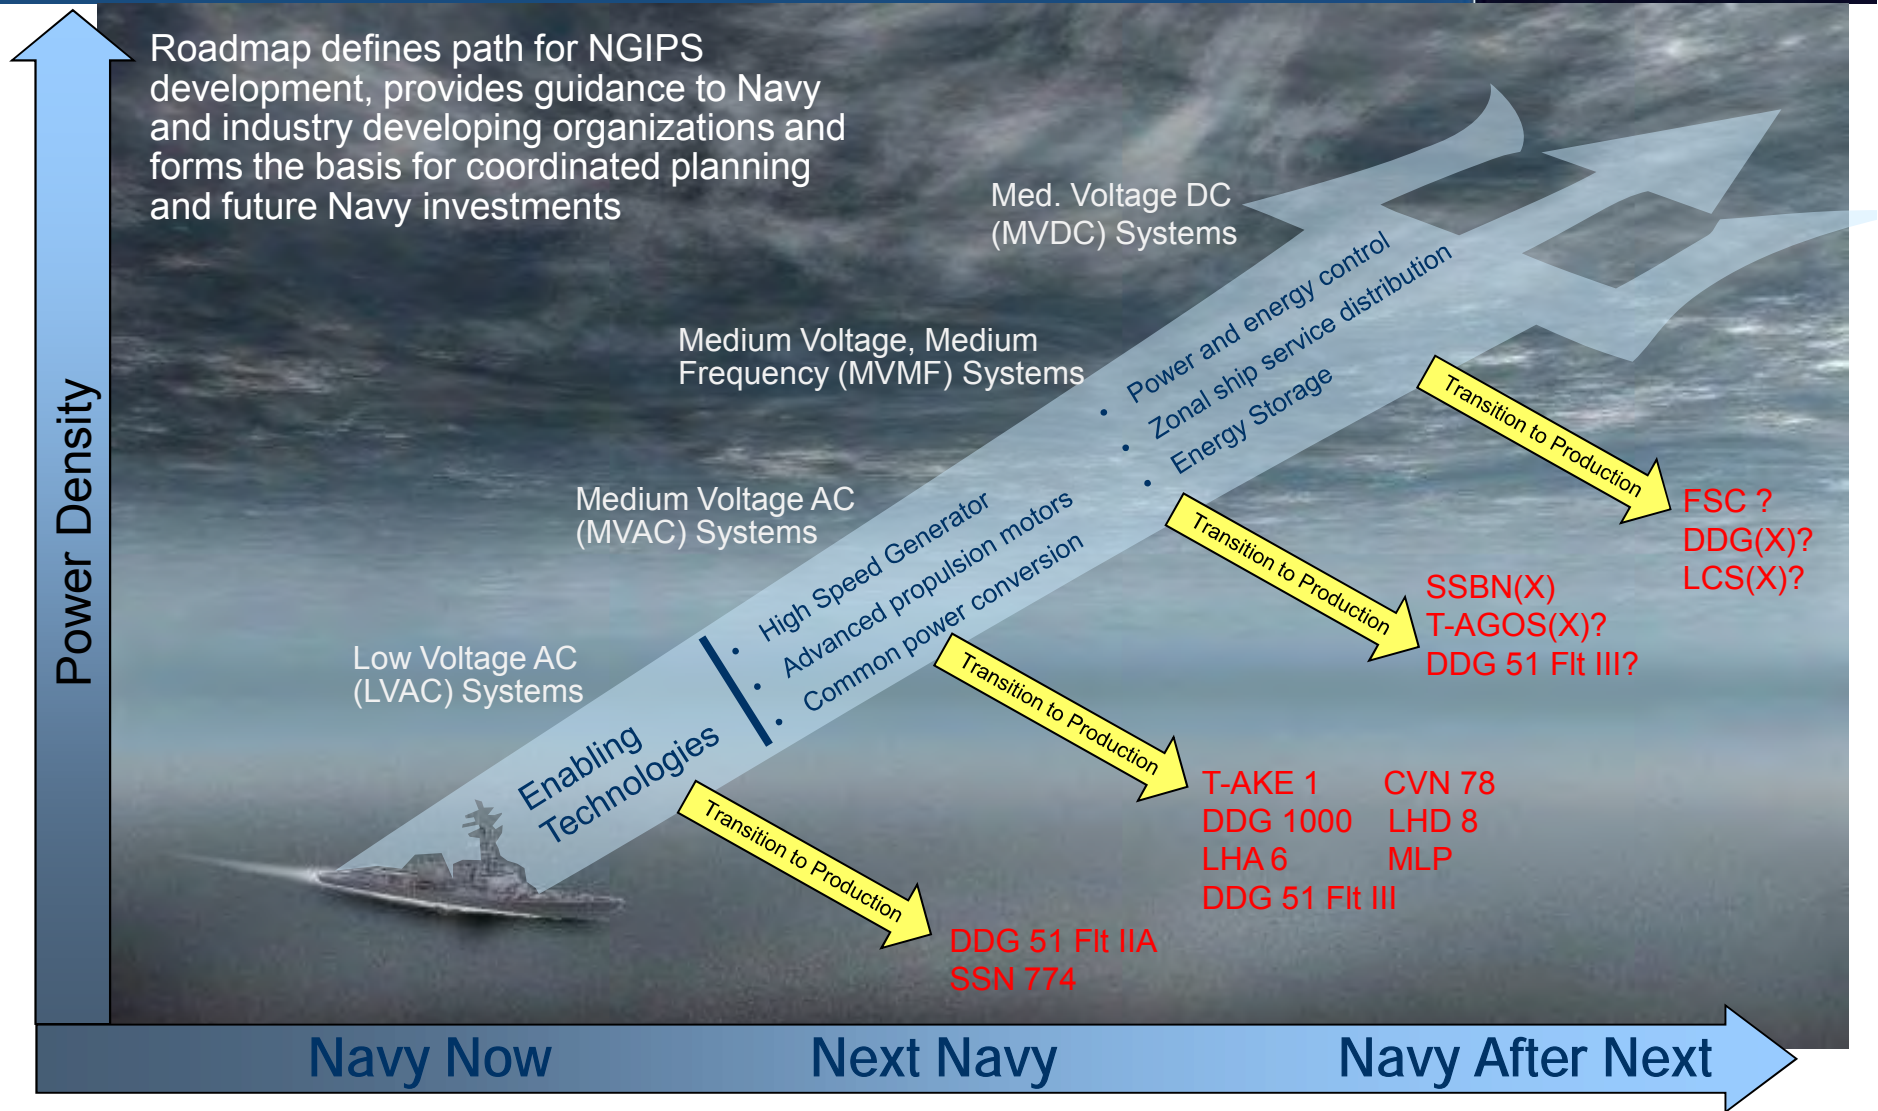 Roadmap defines path for NGIPS
development, provides guidance to Navy
and industry developing organizations and
forms the basis for coordinated planning
and future Navy investments
Power Density
Med. Voltage DC
(MVDC) Systems
Medium Voltage, Medium
Frequency (MVMF) Systems
Medium Voltage AC
(MVAC) Systems
Low Voltage AC
(LVAC) Systems
Enabling
Technologies
• High Speed Generator
• Advanced propulsion motors
• Common power conversion
• Power and energy control
• Zonal ship service distribution
• Energy Storage
Transition to Production
FSC ?
DDG(X)?
LCS(X)?
Transition to Production
SSBN(X)
T-AGOS(X)?
DDG 51 Flt III?
Transition to Production
T-AKE 1 CVN 78
DDG 1000 LHD 8
LHA 6 MLP
DDG 51 Flt III
Transition to Production
DDG 51 Flt IIA
SSN 774
Navy Now Next Navy Navy After Next